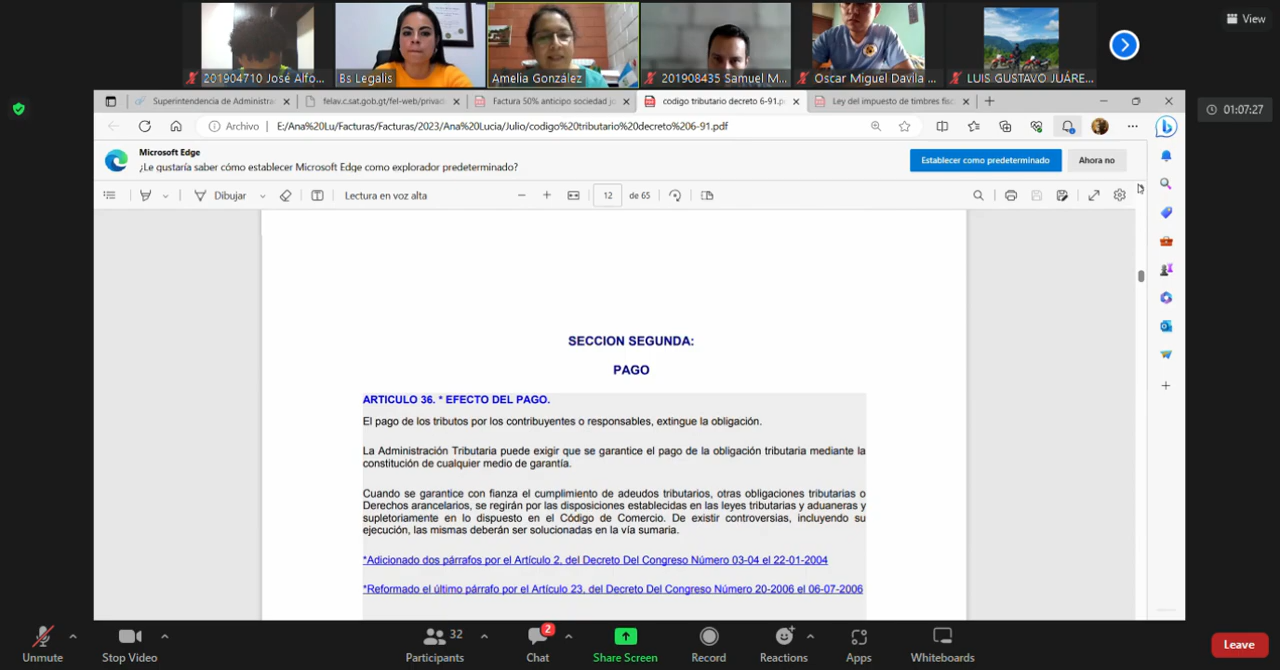 View
201904710 José Alfo...
Bs Legalis
Amelia González
201908435 Samuel M...
Oscar Miguel Davila ...
LUIS GUSTAVO JUÁRE...
01:07:27
Superintendencia de Administra
felav.c.sat.gob.gt/fel-web/privad
Factura 50% anticipo sociedad
codigo tributario decreto 6-91.p
Ley del impuesto de timbres fis
Archivo
E:/Ana%20Lu/Facturas/Facturas/2023/Ana%20Lucia/Julio/codigo%20tributario%20decreto%206-91.pdf
Microsoft Edge
¿Le gustaría saber cómo establecer Microsoft Edge como explorador predeterminado?
Establecer como predeterminado
Ahora no
Dibujar
Lectura en voz alta
12
de 65
SECCION SEGUNDA:
PAGO
ARTICULO 36. * EFECTO DEL PAGO.
El pago de los tributos por los contribuyentes o responsables, extingue la obligación.
La Administración Tributaria puede exigir que se garantice el pago de la obligación tributaria mediante la
constitución de cualquier medio de garantía.
Cuando se garantice con fianza el cumplimiento de adeudos tributarios, otras obligaciones tributarias o
Derechos arancelarios, se regirán por las disposiciones establecidas en las leyes tributarias y aduaneras y
supletoriamente en lo dispuesto en el Código de Comercio. De existir controversias, incluyendo su
ejecución, las mismas deberán ser solucionadas en la vía sumaria.
*Adicionado dos párrafos por el Artículo 2, del Decreto Del Congreso Número 03-04 el 22-01-2004
*Reformado el último párrafo por el Artículo 23, del Decreto Del Congreso Número 20-2006 el 06-07-2006
Unmute
Stop Video
32
Participants
2
Chat
Share Screen
Record
Reactions
Apps
Whiteboards
Leave